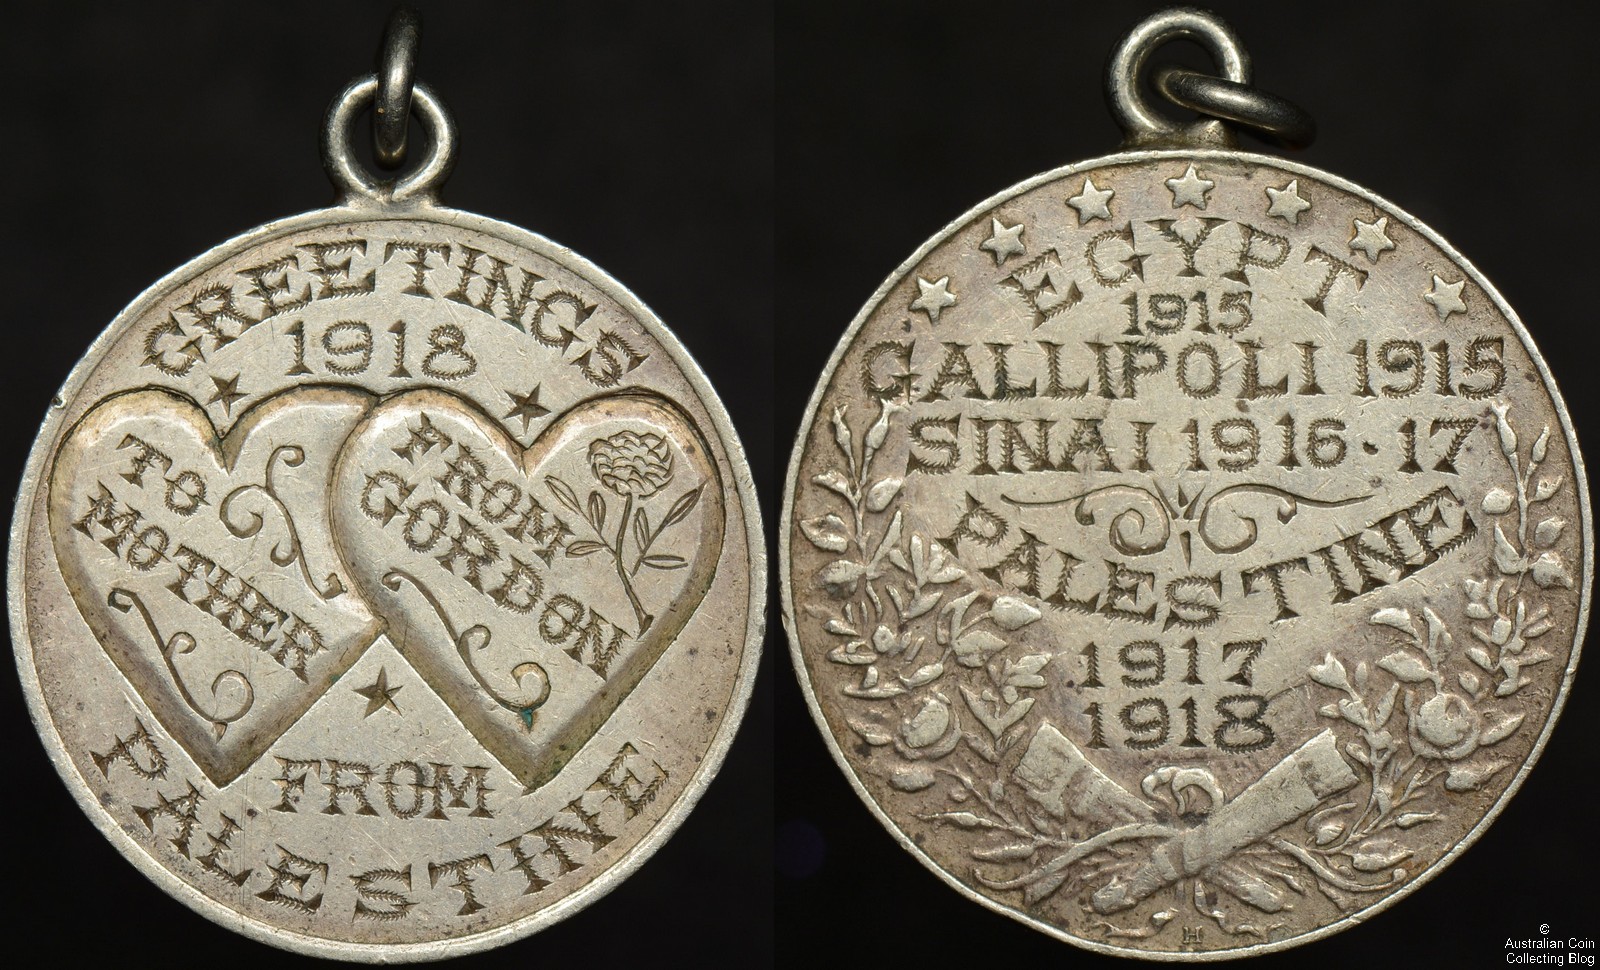 GREETINGS
1918
TO
MOTHER
FROM
GORDON
FROM
PALESTINE
EGYPT
1915
GALLIPOLI 1915
SINAI 1916·17
PALESTINE
1917
1918
H
©
Australian Coin
Collecting Blog